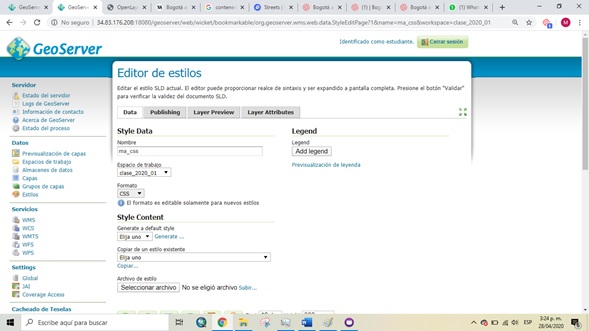 GeoServer
GeoServer
OpenLay
Bogotá
contene
Streets (
Bogotá a
(1) Bog
Bogotá a
(1) What
No seguro
34.83.176.208:18080/geoserver/web/wicket/bookmarkable/org.geoserver.wms.web.data.StyleEditPage?1&name=ma_css&workspace=clase_2020_01
GeoServer
Identificado como estudiante.
Cerrar sesión
Servidor
Estado del servidor
Logs de GeoServer
Información de contacto
Acerca de GeoServer
Estado del proceso
Datos
Previsualización de capas
Espacios de trabajo
Almacenes de datos
Capas
Grupos de capas
Estilos
Servicios
WMS
WCS
WMTS
WFS
WPS
Settings
Global
JAI
Coverage Access
Cacheado de Teselas
Editor de estilos
Editar el estilo SLD actual. El editor puede proporcionar realce de sintaxis y ser expandido a pantalla completa. Presione el botón "Validar"
para verificar la validez del documento SLD.
Data
Publishing
Layer Preview
Layer Attributes
Style Data
Nombre
ma_css
Espacio de trabajo
clase_2020_01
Formato
CSS
El formato es editable solamente para nuevos estilos
Style Content
Generate a default style
Elija uno
Generate ...
Copiar de un estilo existente
Elija uno
Copiar...
Archivo de estilo
Seleccionar archivo
No se eligió archivo
Subir...
Legend
Legend
Add legend
Previsualización de leyenda
Escribe aquí para buscar
ESP
3:24 p. m.
28/04/2020